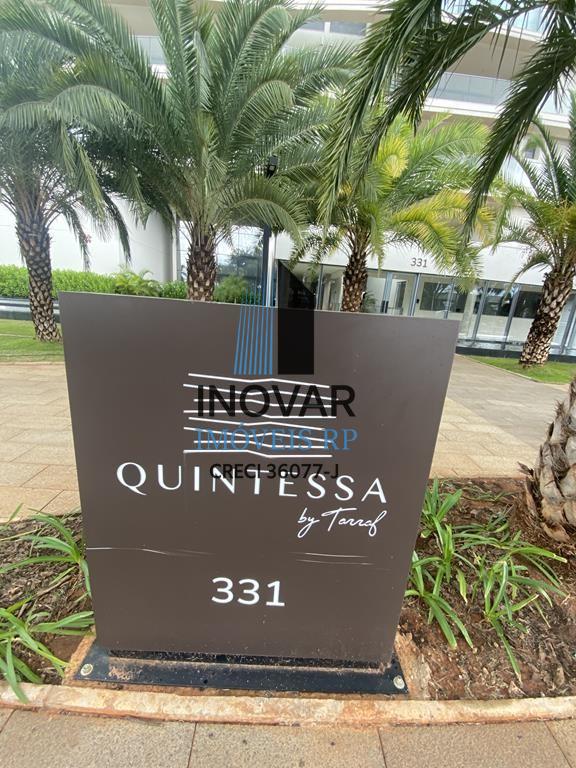 331
INOVAR
IMÓVEIS RP
CRECI 36077-J
QUINTESSA
by Tarraf
331